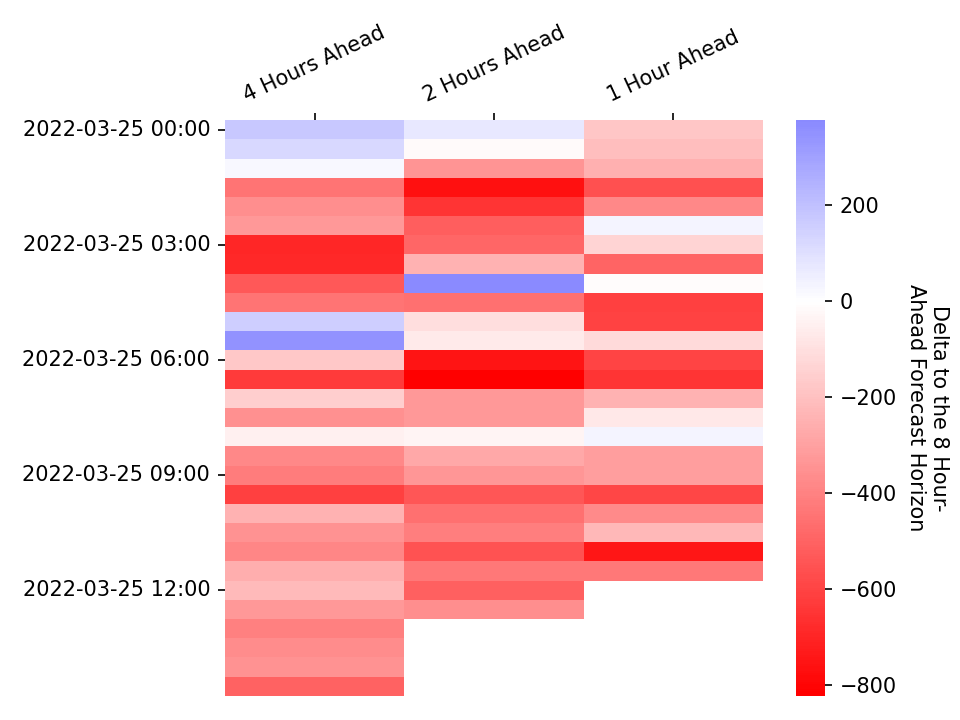 4 Hours Ahead
2 Hours Ahead
1 Hour Ahead
2022-03-25 00:00
2022-03-25 03:00
2022-03-25 06:00
2022-03-25 09:00
2022-03-25 12:00
200
0
−200
−400
−600
−800
Delta to the 8 Hour-
Ahead Forecast Horizon